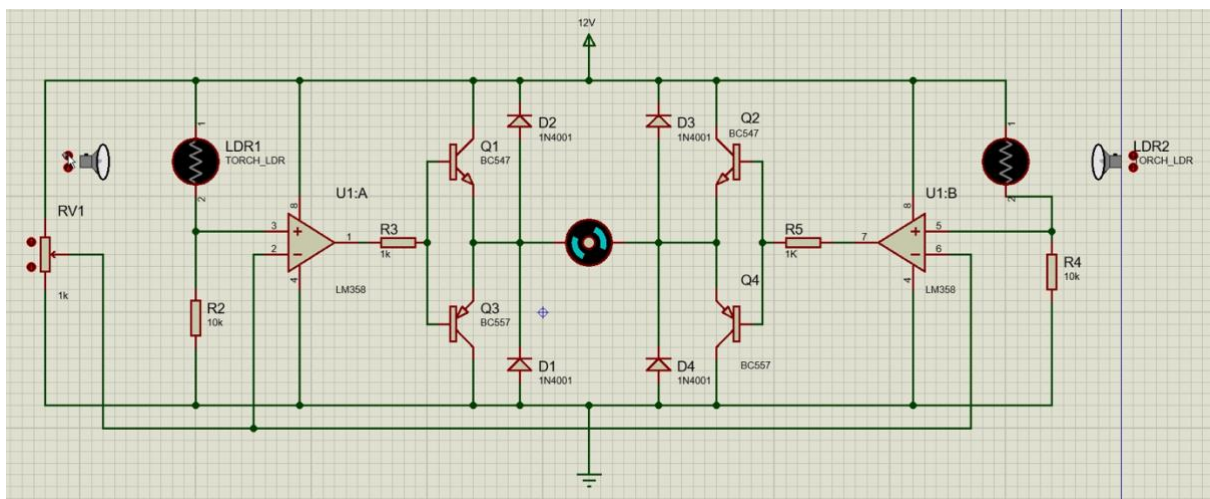 12V
LDR1
TORCH_LDR
1
2
RV1
1k
R2
10k
U1:A
3
2
8
4
1
LM358
R3
1k
Q1
BC547
Q3
BC557
D2
1N4001
D1
1N4001
D3
1N4001
D4
1N4001
Q2
BC547
Q4
BC557
R5
1K
U1:B
7
8
4
5
6
LM358
1
2
LDR2
TORCH_LDR
R4
10k
+
−
+
−